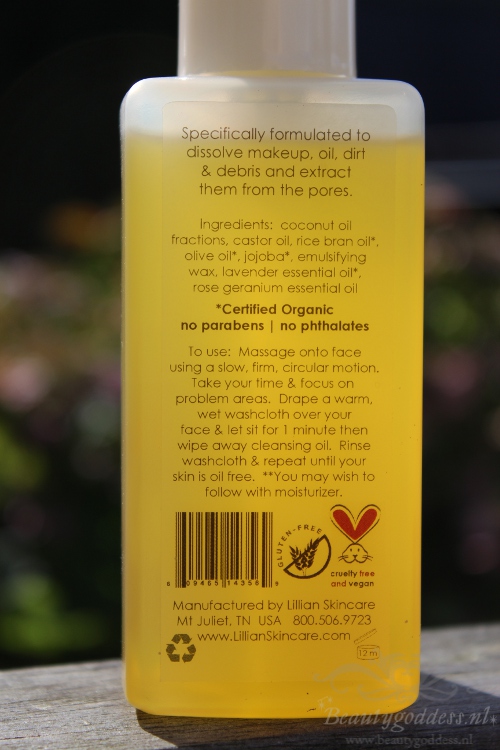 Specifically formulated to
dissolve makeup, oil, dirt
& debris and extract
them from the pores.
Ingredients: coconut oil
fractions, castor oil, rice bran oil*,
olive oil*, jojoba*, emulsifying
wax, lavender essential oil*,
rose geranium essential oil
*Certified Organic
no parabens | no phthalates
To use: Massage onto face
using a slow, firm, circular motion.
Take your time & focus on
problem areas. Drape a warm,
wet washcloth over your
face & let sit for 1 minute then
wipe away cleansing oil. Rinse
washcloth & repeat until your
skin is oil free. **You may wish to
follow with moisturizer.
GLUTEN-FREE
cruelty free
and vegan
Manufactured by Lillian Skincare
Mt Juliet, TN USA 800.506.9723
www.LillianSkincare.com
12 m
Beautygoddess.nl
www.beautygoddess.nl